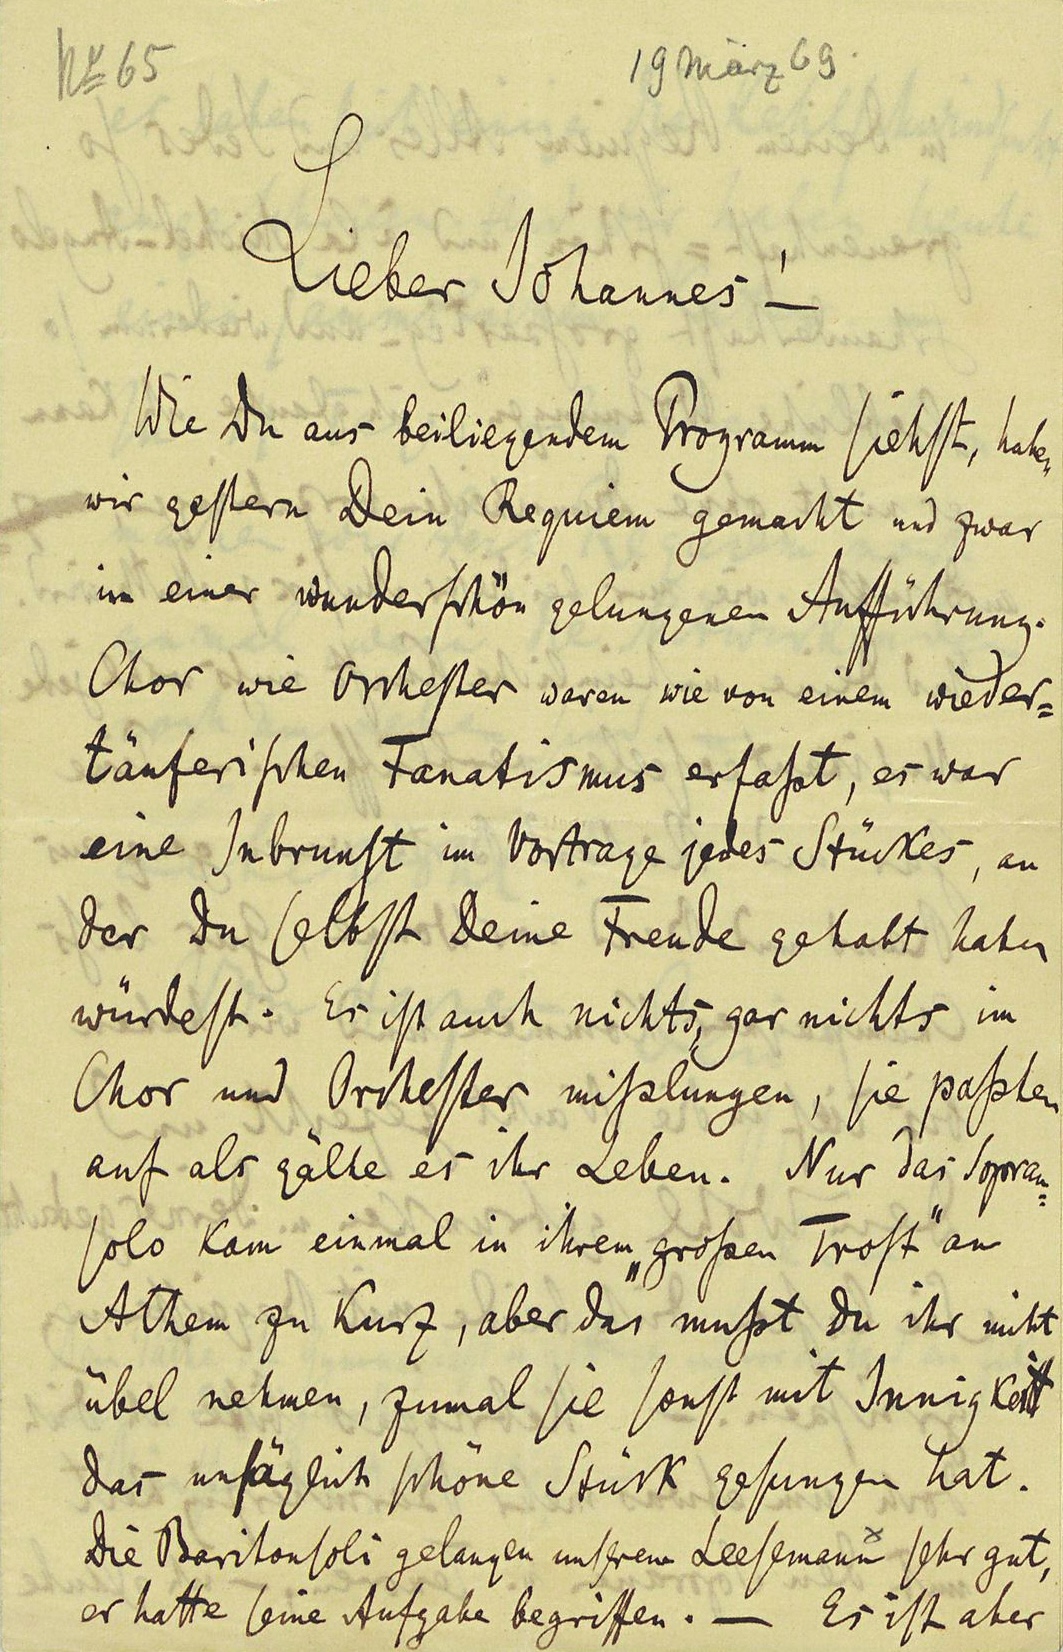 No 65
19 März 69.
Lieber Johannes!
Wie Du aus beiliegendem Programm siehst, haben
wir gestern Dein Requiem gemacht und zwar
in einer wunderschön gelungenen Aufführung.
Chor wie Orchester waren wie von einem wieder=
täuferischen Fanatismus erfaßt, es war
eine Inbrunst im Vortrage jedes Stückes, an
der Du selbst Deine Freude gehabt haben
würdest. Es ist auch nichts, gar nichts im
Chor und Orchester mißlungen, sie paßten
auf als gälte es ihr Leben. Nur das Sopran=
solo kam einmal in ihrem „großen Trost" an
Athem zu kurz, aber das mußt Du ihr nicht
übel nehmen, zumal sie sonst mit Innigkeit
das unsäglich schöne Stück gesungen hat.
Die Baritonsoli gelangen unserem Leesemann x sehr gut,
er hatte seine Aufgabe begriffen. — Es ist aber